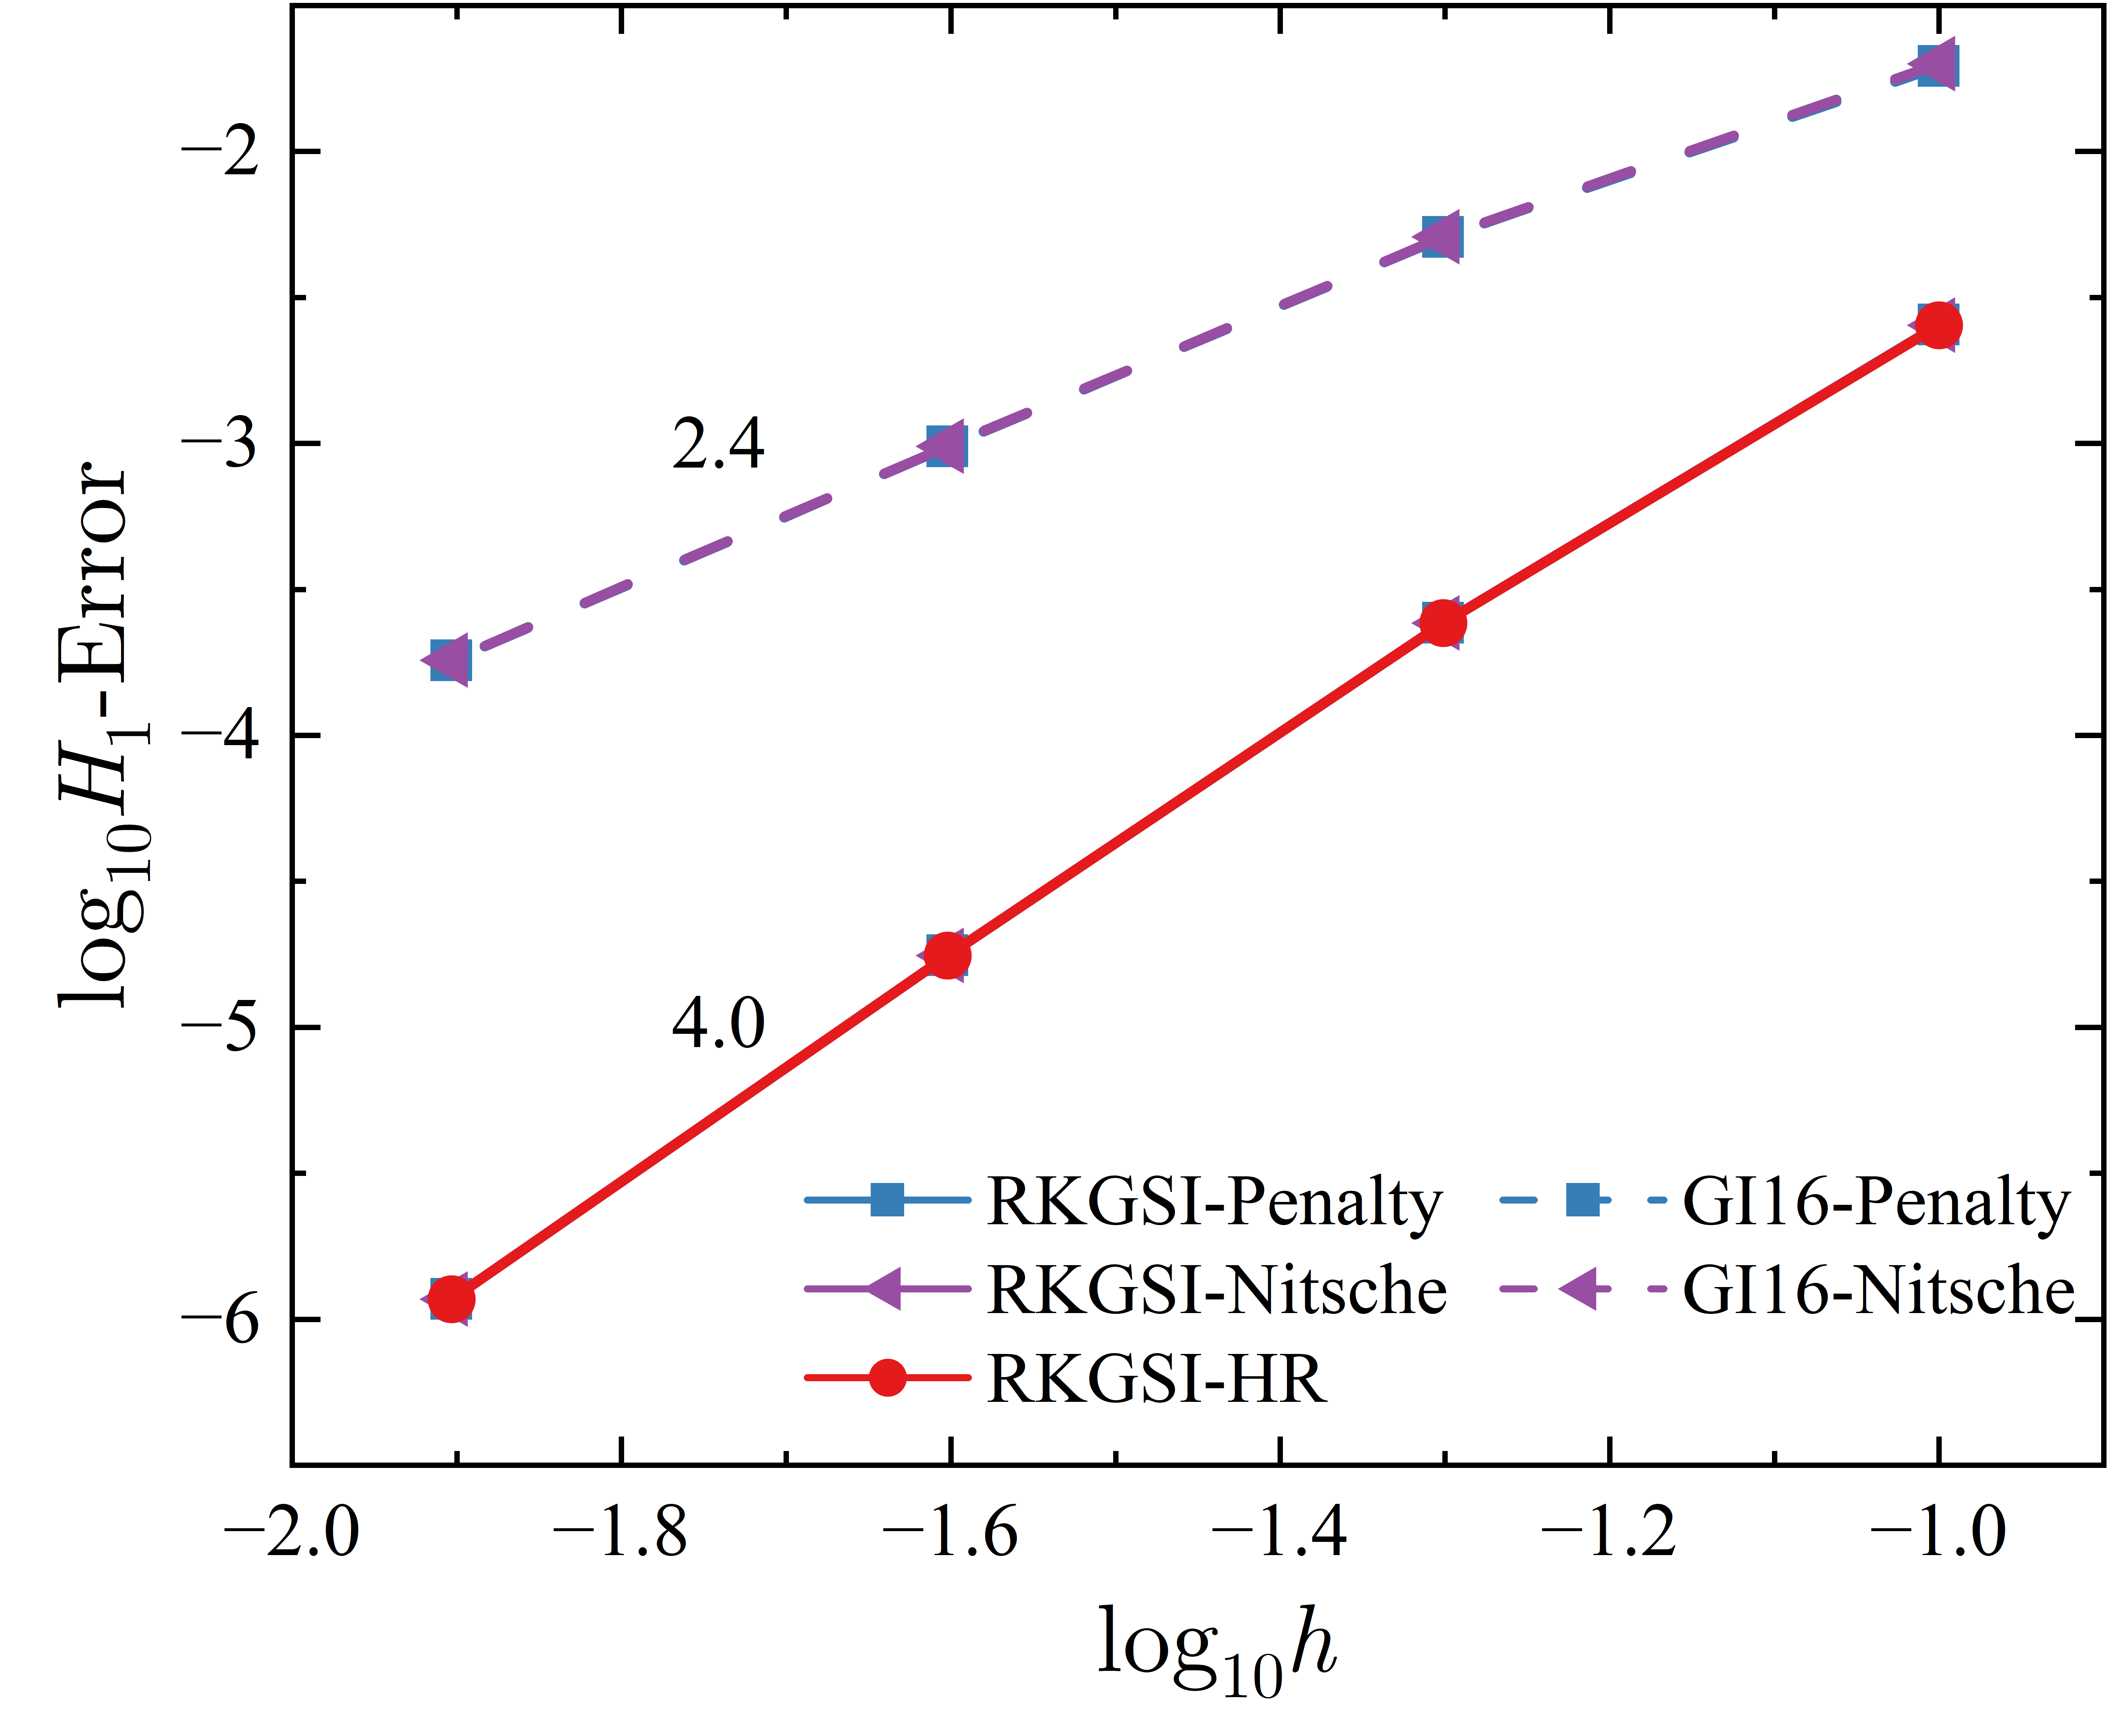 log₁₀H₁-Error
−2
−3
−4
−5
−6
2.4
4.0
RKGSI-Penalty
GI16-Penalty
RKGSI-Nitsche
GI16-Nitsche
RKGSI-HR
−2.0
−1.8
−1.6
−1.4
−1.2
−1.0
log₁₀h